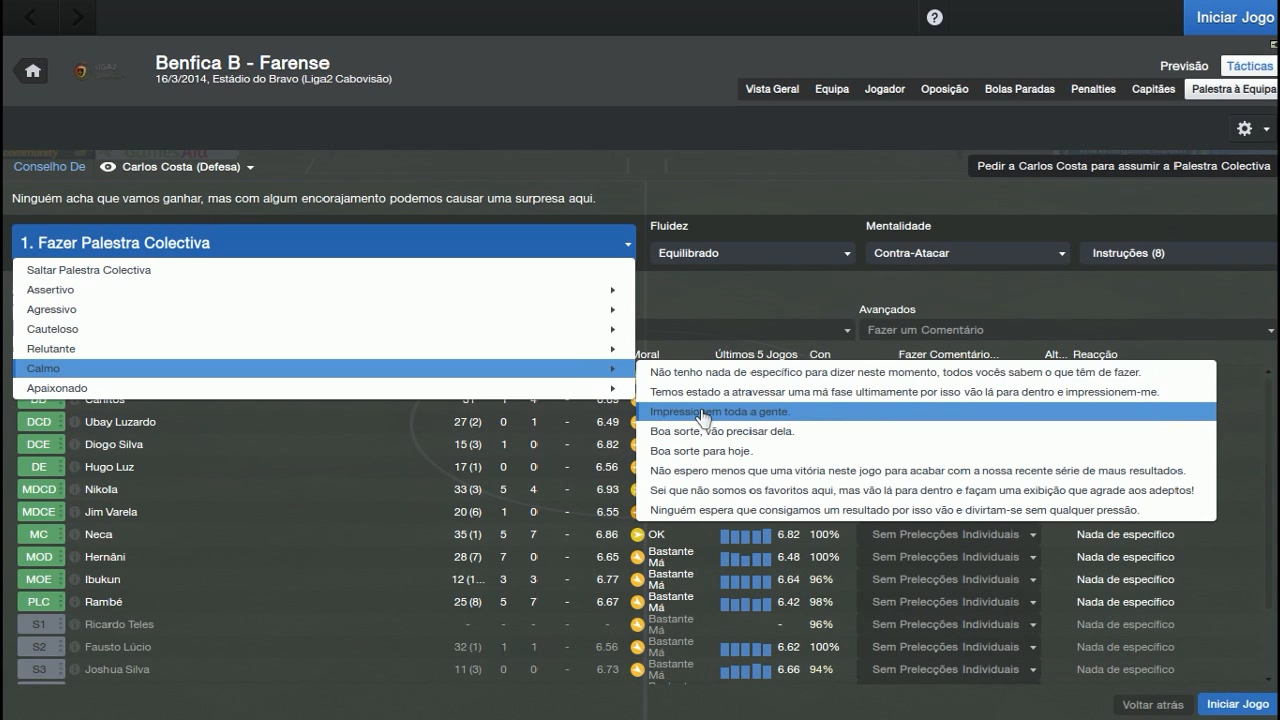 Iniciar Jogo
Benfica B - Farense
16/3/2014, Estádio do Bravo (Liga2 Cabovisão)
Previsão Tácticas
Vista Geral Equipa Jogador Oposição Bolas Paradas Penalties Capitães Palestra à Equipa
Conselho De Carlos Costa (Defesa) Pedir a Carlos Costa para assumir a Palestra Colectiva
Ninguém acha que vamos ganhar, mas com algum encorajamento podemos causar uma surpresa aqui.
Fluidez Mentalidade
1. Fazer Palestra Colectiva
Equilibrado Contra-Atacar Instruções (8)
Saltar Palestra Colectiva
Assertivo
Agressivo
Cauteloso
Relutante
Calmo
Apaixonado
Avançados
Fazer um Comentário
Moral Últimos 5 Jogos Con Fazer Comentário... Alt... Reacção
Não tenho nada de específico para dizer neste momento, todos vocês sabem o que têm de fazer.
Temos estado a atravessar uma má fase ultimamente por isso vão lá para dentro e impressionem-me.
Impressionem toda a gente.
Boa sorte, vão precisar dela.
Boa sorte para hoje.
Não espero menos que uma vitória neste jogo para acabar com a nossa recente série de maus resultados.
Sei que não somos os favoritos aqui, mas vão lá para dentro e façam uma exibição que agrade aos adeptos!
Ninguém espera que consigamos um resultado por isso vão e divirtam-se sem qualquer pressão.
DCD Ubay Luzardo 27 (2) 0 1 - 6.49
DCE Diogo Silva 15 (3) 1 0 - 6.82
DE Hugo Luz 17 (1) 0 0 - 6.56
MDCD Nikola 33 (3) 5 4 - 6.93
MDCE Jim Varela 20 (6) 1 0 - 6.55
MC Neca 35 (1) 5 7 - 6.86 OK 6.82 100% Sem Prelecções Individuais Nada de específico
MOD Hernâni 28 (7) 7 0 - 6.65 Bastante Má 6.48 100% Sem Prelecções Individuais Nada de específico
MOE Ibukun 12 (1... 3 3 - 6.77 Bastante Má 6.64 96% Sem Prelecções Individuais Nada de específico
PLC Rambé 25 (8) 5 7 - 6.67 Bastante Má 6.42 98% Sem Prelecções Individuais Nada de específico
S1 Ricardo Teles - - - - - Bastante Má - 96% Sem Prelecções Individuais Nada de específico
S2 Fausto Lúcio 32 (1) 1 1 - 6.56 Bastante Má 6.62 100% Sem Prelecções Individuais Nada de específico
S3 Joshua Silva 11 (3) 0 0 - 6.73 Bastante Má 6.66 94% Sem Prelecções Individuais Nada de específico
Voltar atrás Iniciar Jogo